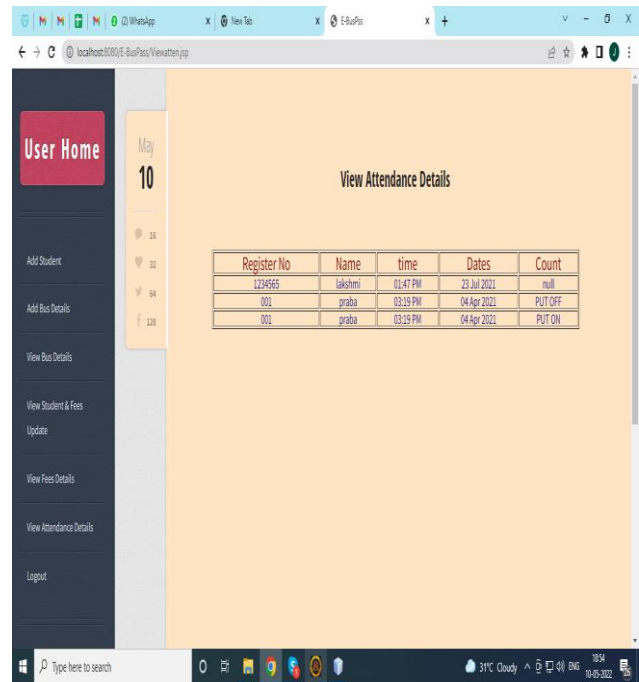 (2) WhatsApp
New Tab
E-BusPss
localhost:8080/E-BusPass/Viewatten.jsp
User Home
Add Student
Add Bus Details
View Bus Details
View Student & Fees
Update
View Fees Details
View Attendance Details
Logout
May
10
16
32
64
128
View Attendance Details
Register No Name time Dates Count
1234565 lakshmi 01:47 PM 23 Jul 2021 null
001 praba 03:19 PM 04 Apr 2021 PUT OFF
001 praba 03:19 PM 04 Apr 2021 PUT ON
Type here to search
31°C Cloudy
ENG
18:54
10-05-2022